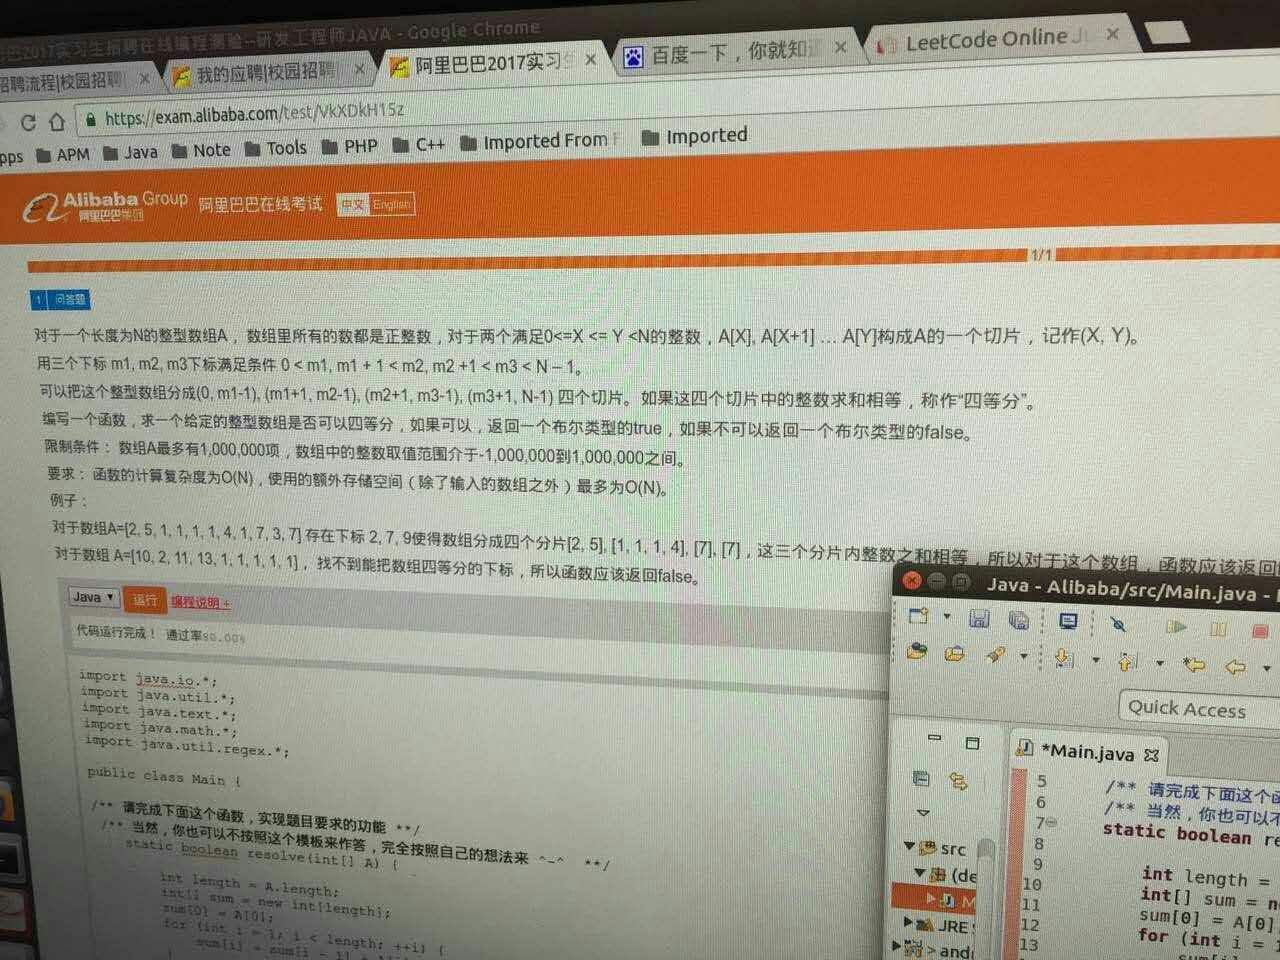 巴2017实习生招聘在线编程测验--研发工程师JAVA - Google Chrome
招聘流程|校园招聘
我的应聘|校园招聘
阿里巴巴2017实习
百度一下，你就知道
LeetCode Online
https://exam.alibaba.com/test/VkXDkH15z
pps APM Java Note Tools PHP C++ Imported From Imported
Alibaba Group
阿里巴巴集团
阿里巴巴在线考试
中文 English
1/1
1 问答题
对于一个长度为N的整型数组A， 数组里所有的数都是正整数，对于两个满足0<=X <= Y <N的整数，A[X], A[X+1] … A[Y]构成A的一个切片，记作(X, Y)。
用三个下标 m1, m2, m3下标满足条件 0 < m1, m1 + 1 < m2, m2 +1 < m3 < N – 1。
可以把这个整型数组分成(0, m1-1), (m1+1, m2-1), (m2+1, m3-1), (m3+1, N-1) 四个切片。如果这四个切片中的整数求和相等，称作“四等分”。
编写一个函数，求一个给定的整型数组是否可以四等分，如果可以，返回一个布尔类型的true，如果不可以返回一个布尔类型的false。
限制条件： 数组A最多有1,000,000项，数组中的整数取值范围介于-1,000,000到1,000,000之间。
要求： 函数的计算复杂度为O(N)，使用的额外存储空间（除了输入的数组之外）最多为O(N)。
例子：
对于数组A=[2, 5, 1, 1, 1, 1, 4, 1, 7, 3, 7] 存在下标 2, 7, 9使得数组分成四个分片[2, 5], [1, 1, 1, 4], [7], [7]，这三个分片内整数之和相等，所以对于这个数组，函数应该返回
对于数组 A=[10, 2, 11, 13, 1, 1, 1, 1, 1]， 找不到能把数组四等分的下标，所以函数应该返回false。
Java 运行 编程说明 +
代码运行完成！ 通过率80.00%
import java.io.*;
import java.util.*;
import java.text.*;
import java.math.*;
import java.util.regex.*;
public class Main {
/** 请完成下面这个函数，实现题目要求的功能 **/
/** 当然，你也可以不按照这个模板来作答，完全按照自己的想法来 ^-^ **/
static boolean resolve(int[] A) {
int length = A.length;
int[] sum = new int[length];
sum[0] = A[0];
for (int i = 1; i < length; ++i) {
sum[i] = sum[i - 1] +
Java - Alibaba/src/Main.java -
Quick Access
*Main.java
src
(de
M
JRE
> and
5
6 /** 请完成下面这个
7 /** 当然，你也可以不
8 static boolean re
9
10 int length =
11 int[] sum = n
12 sum[0] = A[0]
13 for (int i =